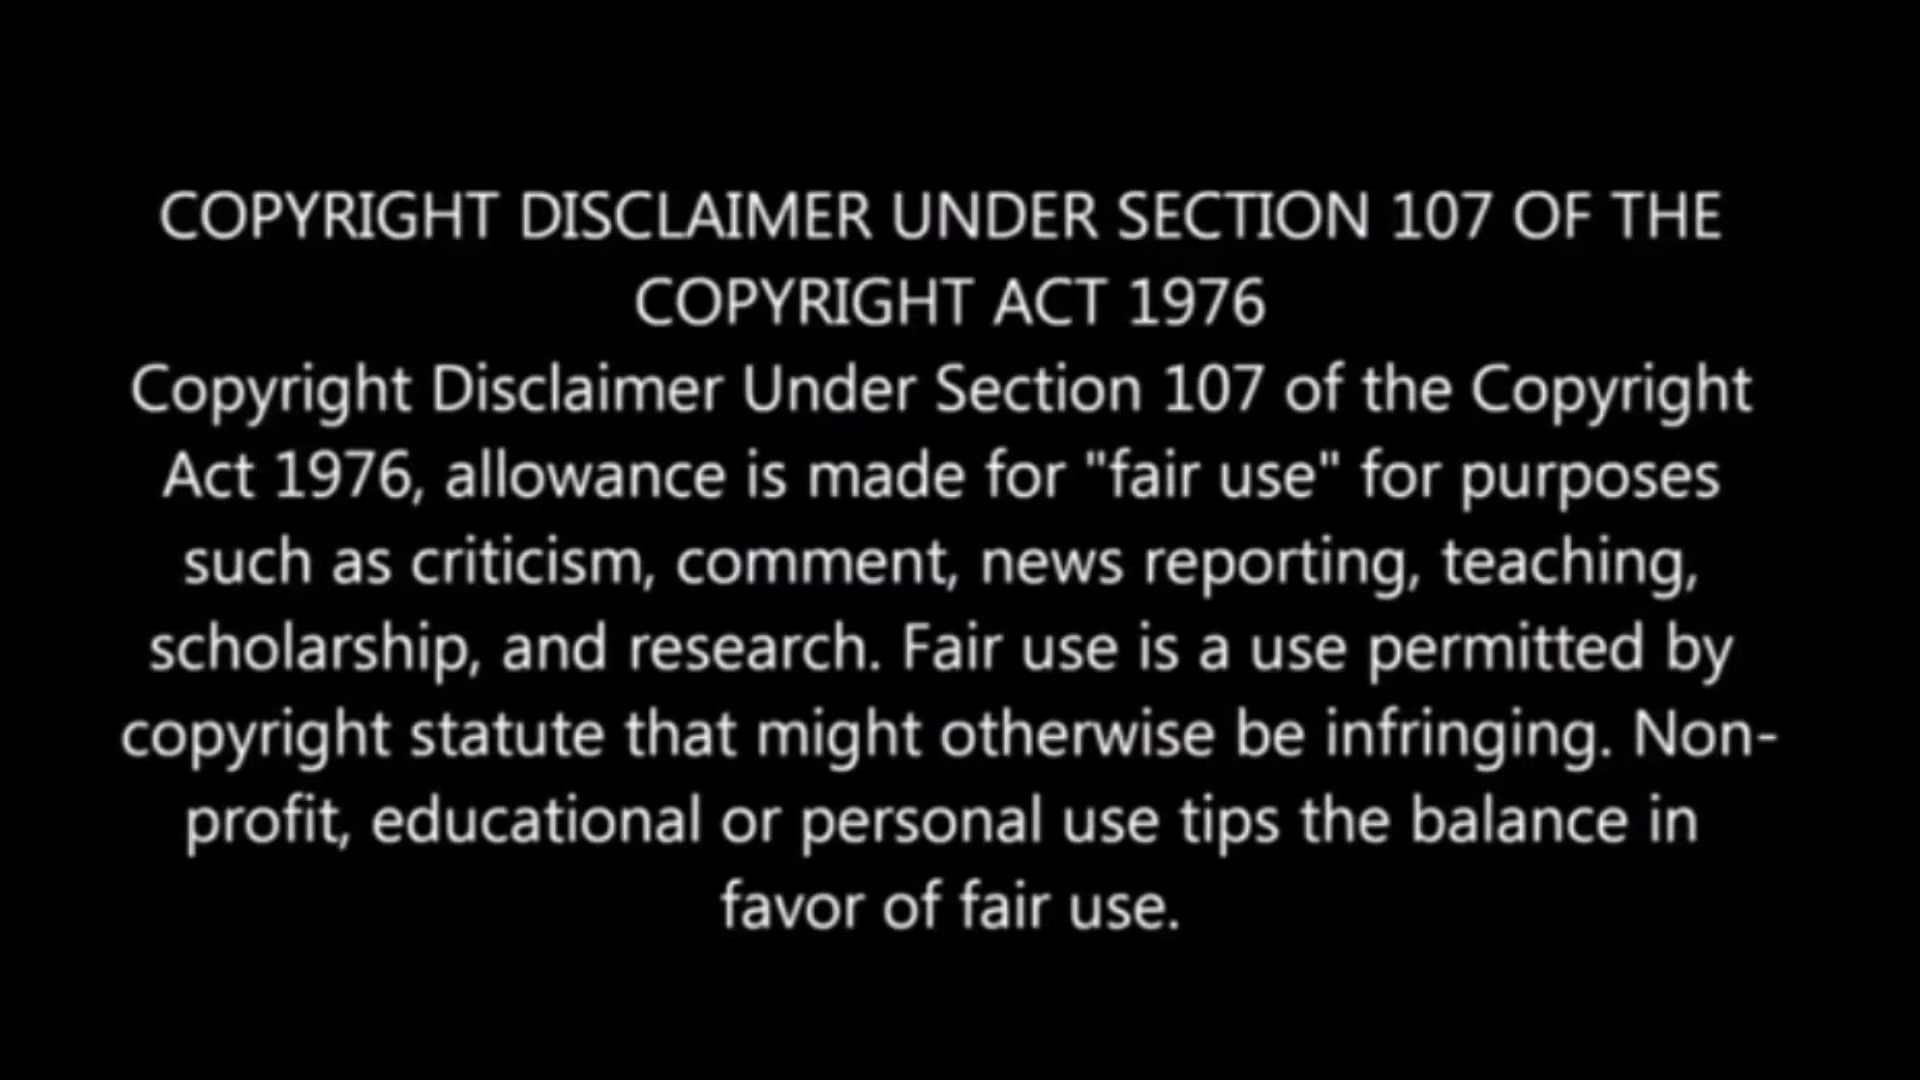 COPYRIGHT DISCLAIMER UNDER SECTION 107 OF THE
COPYRIGHT ACT 1976
Copyright Disclaimer Under Section 107 of the Copyright
Act 1976, allowance is made for "fair use" for purposes
such as criticism, comment, news reporting, teaching,
scholarship, and research. Fair use is a use permitted by
copyright statute that might otherwise be infringing. Non-
profit, educational or personal use tips the balance in
favor of fair use.